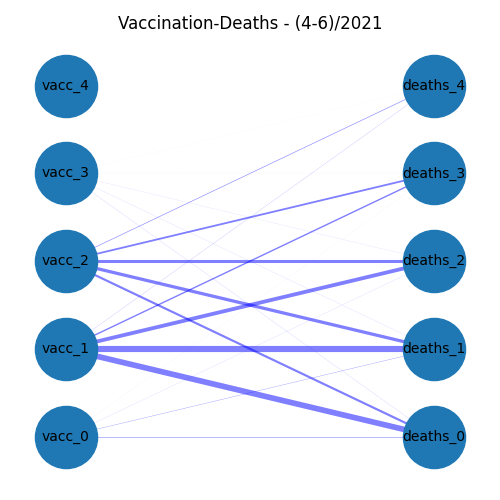 Vaccination-Deaths - (4-6)/2021
vacc_4 deaths_4
vacc_3 deaths_3
vacc_2 deaths_2
vacc_1 deaths_1
vacc_0 deaths_0